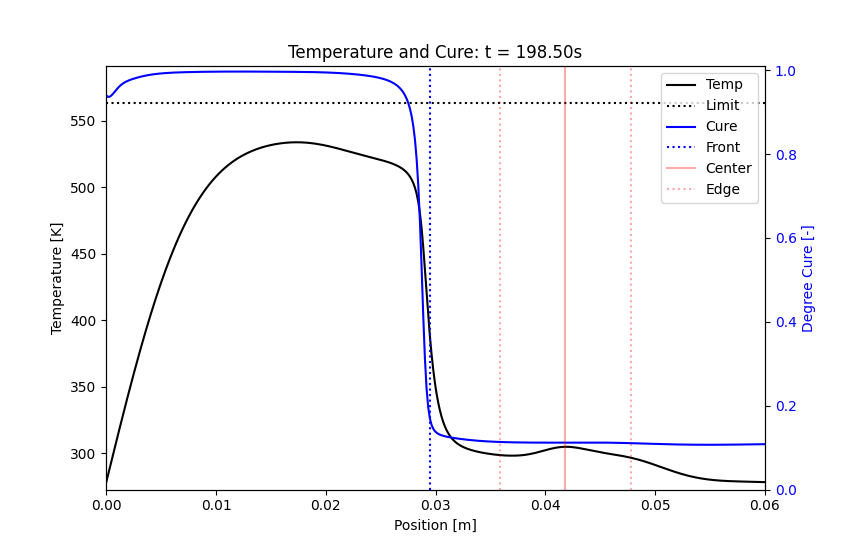 Temperature and Cure: t = 198.50s
Temperature [K]
550
500
450
400
350
300
Temp
Limit
Cure
Front
Center
Edge
1.0
0.8
0.6
0.4
0.2
0.0
Degree Cure [-]
0.00 0.01 0.02 0.03 0.04 0.05 0.06
Position [m]